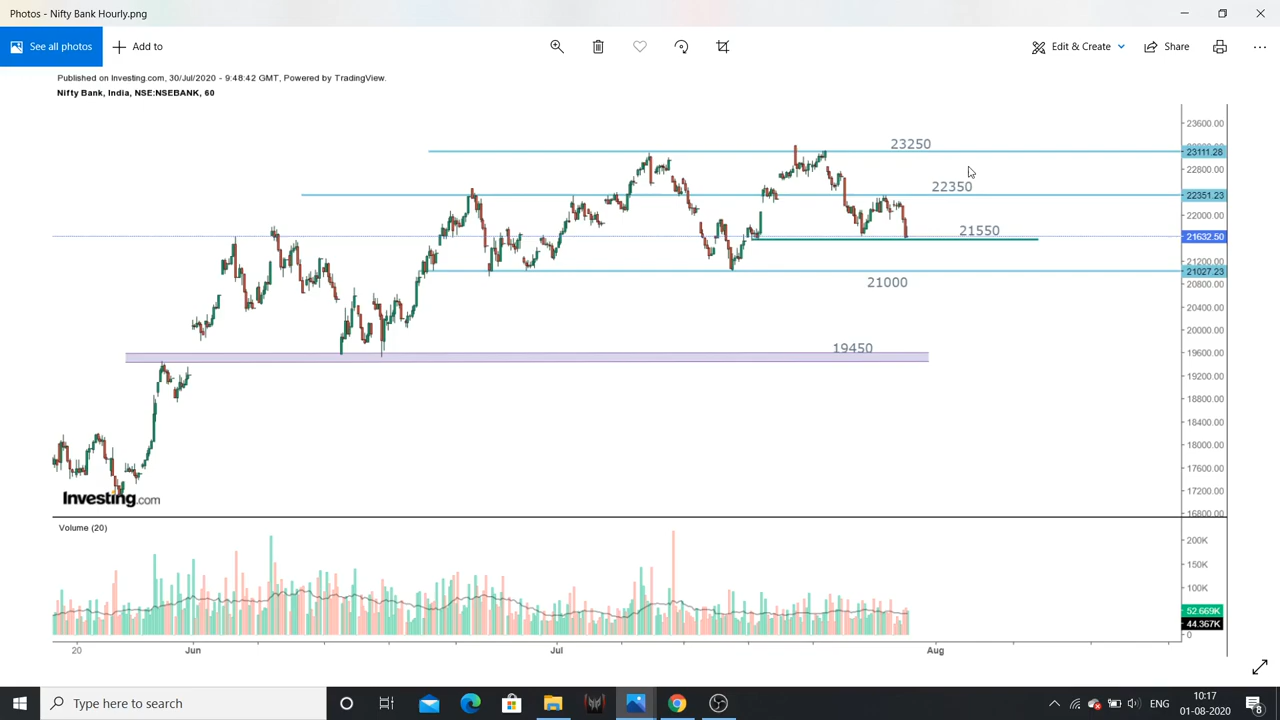 Photos - Nifty Bank Hourly.png
See all photos
Add to
Edit & Create
Share
Published on Investing.com, 30/Jul/2020 - 9:48:42 GMT, Powered by TradingView.
Nifty Bank, India, NSE:NSEBANK, 60
23600.00
23250
23111.28
22800.00
22350
22351.23
22000.00
21550
21632.50
21200.00
21027.23
21000
20800.00
20400.00
20000.00
19450
19600.00
19200.00
18800.00
18400.00
18000.00
17600.00
17200.00
Investing.com
16800.00
Volume (20)
200K
150K
100K
52.669K
44.367K
0
20 Jun Jul Aug
Type here to search
ENG
10:17
01-08-2020
8